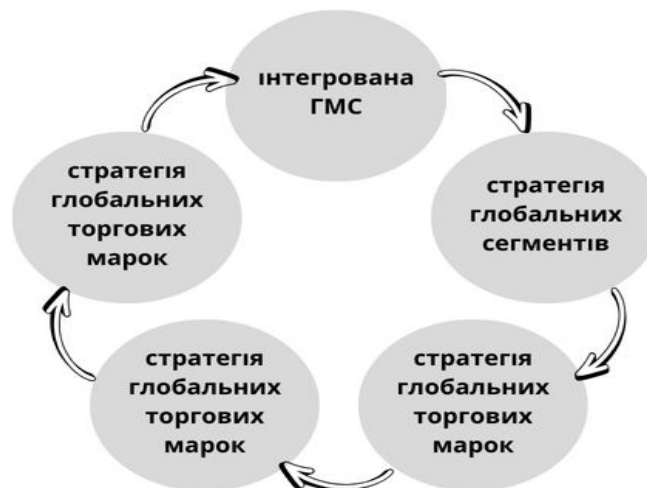 інтегрована
ГМС
стратегія
глобальних
сегментів
стратегія
глобальних
торгових
марок
стратегія
глобальних
торгових
марок
стратегія
глобальних
торгових
марок